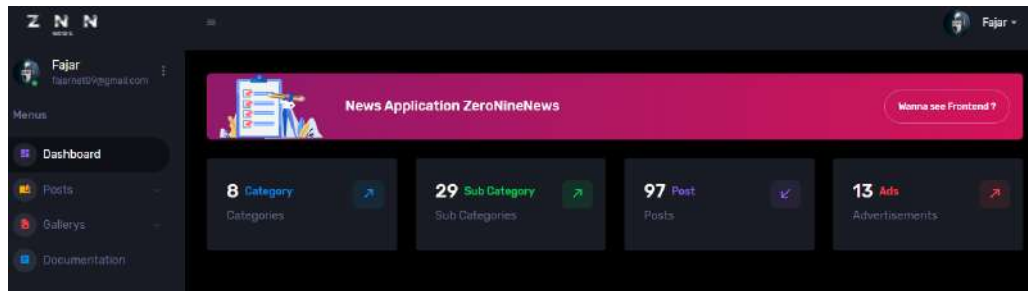 Z N N
NEWS
Fajar
Fajar
Menus
Dashboard
Posts
Gallerys
Documentation
News Application ZeroNineNews
Wanna see Frontend ?
8 Category
Categories
29 Sub Category
Sub Categories
97 Post
Posts
13 Ads
Advertisements